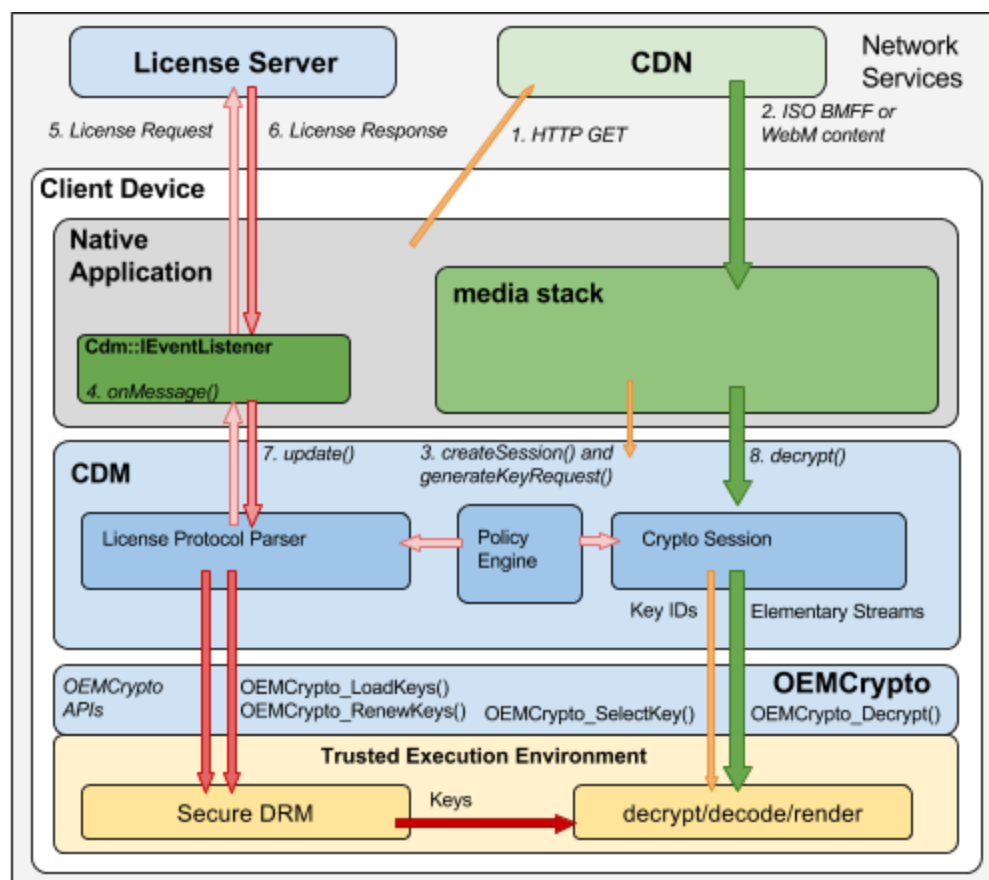 License Server
CDN
Network
Services
5. License Request
6. License Response
1. HTTP GET
2. ISO BMFF or
WebM content
Client Device
Native
Application
media stack
Cdm::IEventListener
4. onMessage()
CDM
7. update()
3. createSession() and
generateKeyRequest()
8. decrypt()
License Protocol Parser
Policy
Engine
Crypto Session
Key IDs
Elementary Streams
OEMCrypto
APIs
OEMCrypto_LoadKeys()
OEMCrypto_RenewKeys()
OEMCrypto_SelectKey()
OEMCrypto
OEMCrypto_Decrypt()
Trusted Execution Environment
Secure DRM
Keys
decrypt/decode/render